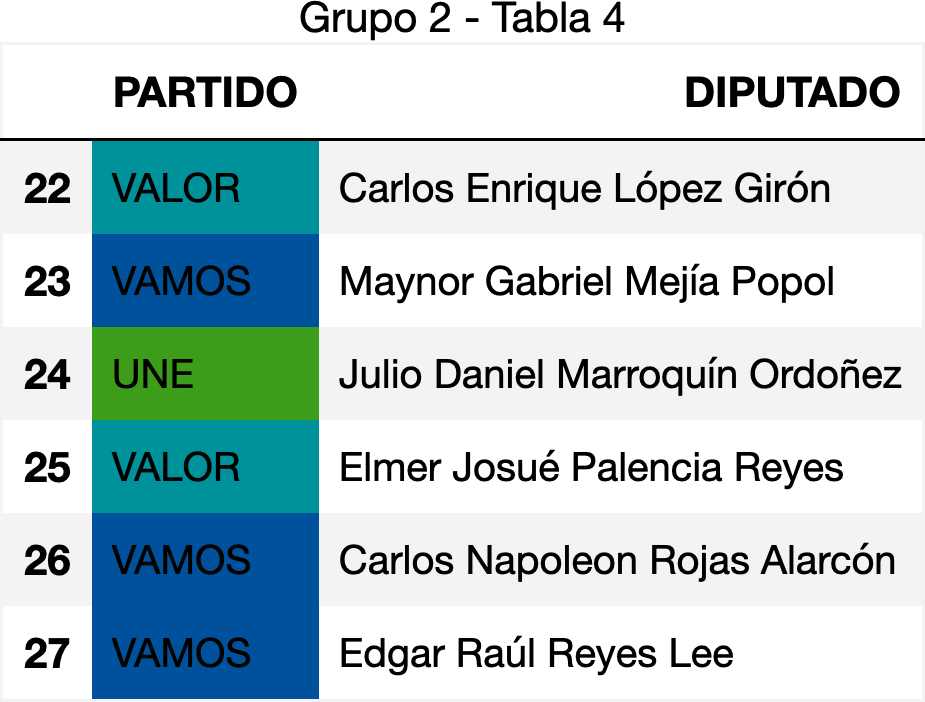 Grupo 2 - Tabla 4
PARTIDO DIPUTADO
22 VALOR Carlos Enrique López Girón
23 VAMOS Maynor Gabriel Mejía Popol
24 UNE Julio Daniel Marroquín Ordoñez
25 VALOR Elmer Josué Palencia Reyes
26 VAMOS Carlos Napoleon Rojas Alarcón
27 VAMOS Edgar Raúl Reyes Lee